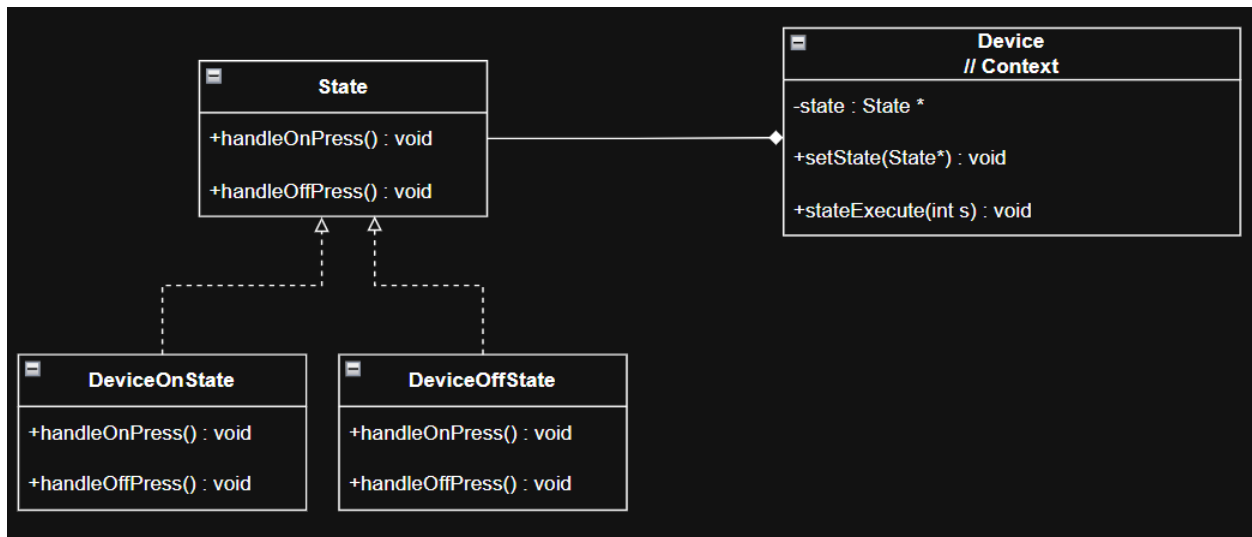 State
+handleOnPress() : void
+handleOffPress() : void
Device
// Context
-state : State *
+setState(State*) : void
+stateExecute(int s) : void
DeviceOnState
+handleOnPress() : void
+handleOffPress() : void
DeviceOffState
+handleOnPress() : void
+handleOffPress() : void